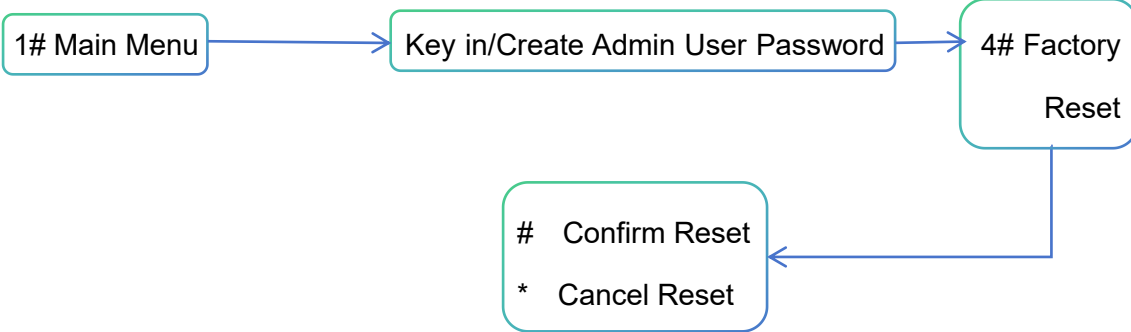 1# Main Menu
Key in/Create Admin User Password
4# Factory
Reset
# Confirm Reset
* Cancel Reset